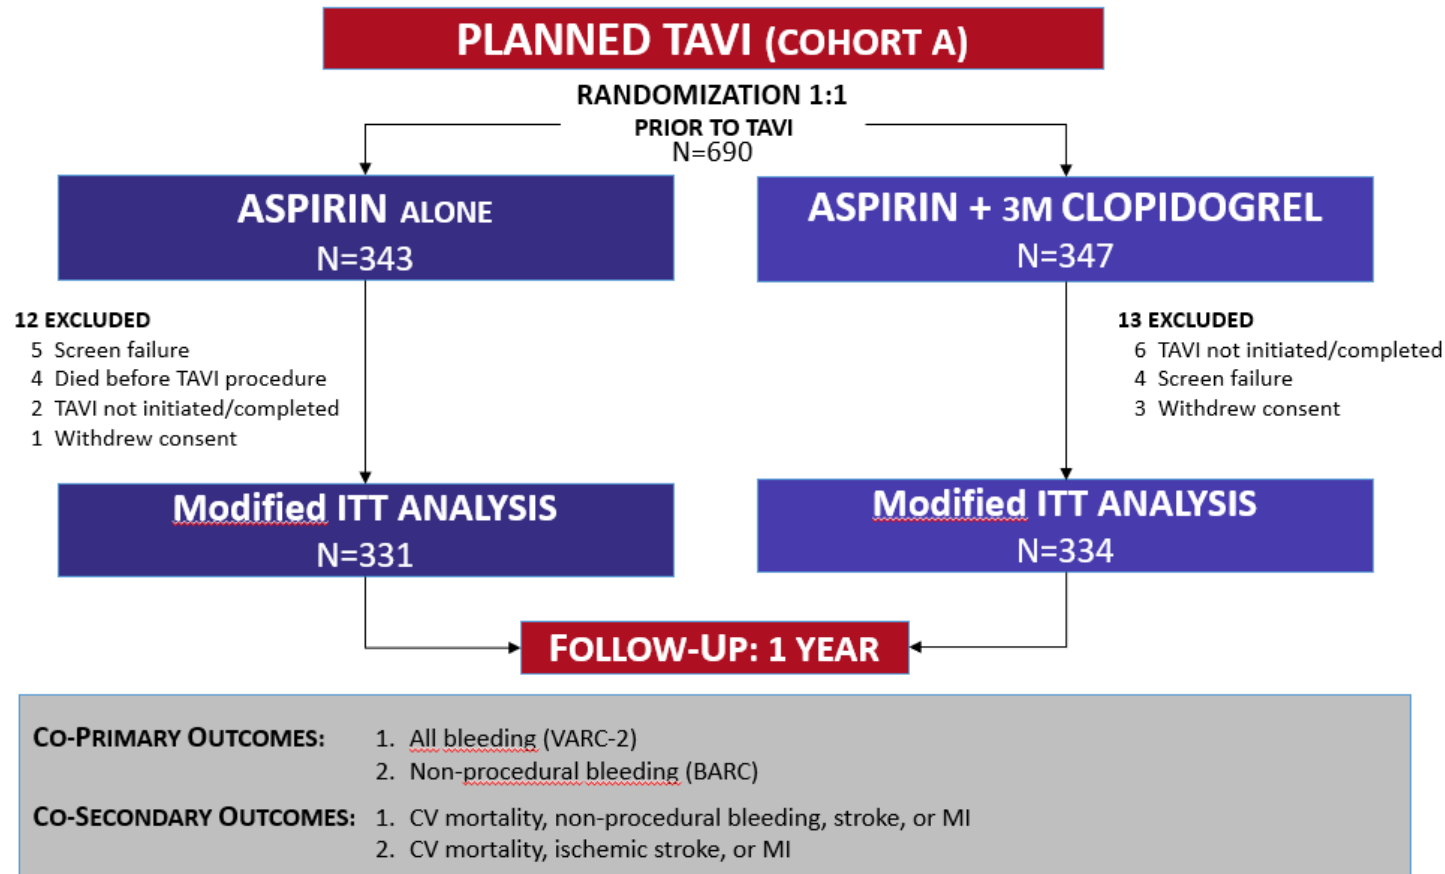 PLANNED TAVI (COHORT A)
RANDOMIZATION 1:1
PRIOR TO TAVI
N=690
ASPIRIN ALONE
N=343
ASPIRIN + 3M CLOPIDOGREL
N=347
12 EXCLUDED
5 Screen failure
4 Died before TAVI procedure
2 TAVI not initiated/completed
1 Withdrew consent
13 EXCLUDED
6 TAVI not initiated/completed
4 Screen failure
3 Withdrew consent
Modified ITT ANALYSIS
N=331
Modified ITT ANALYSIS
N=334
FOLLOW-UP: 1 YEAR
CO-PRIMARY OUTCOMES: 1. All bleeding (VARC-2)
2. Non-procedural bleeding (BARC)
CO-SECONDARY OUTCOMES: 1. CV mortality, non-procedural bleeding, stroke, or MI
2. CV mortality, ischemic stroke, or MI